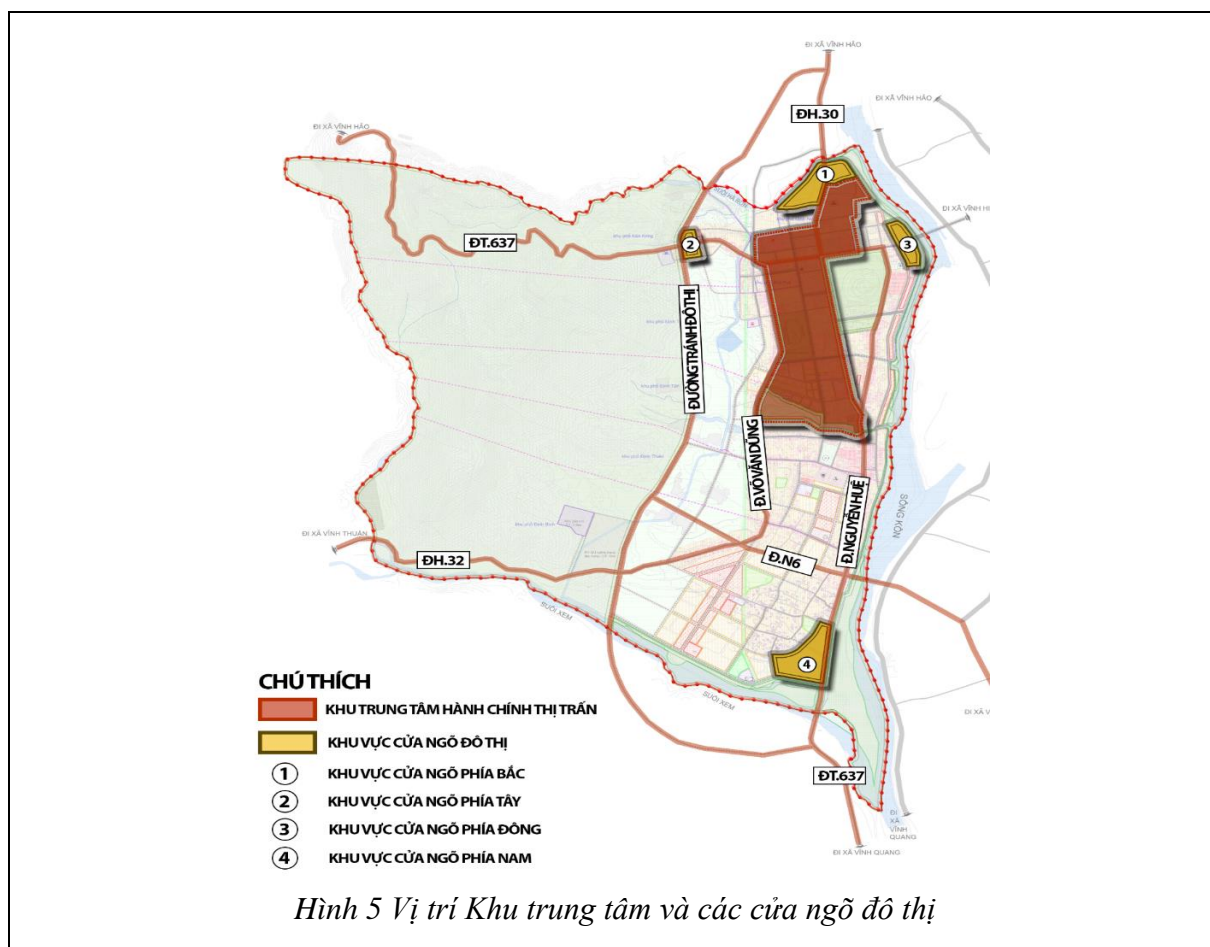 ĐI XÃ VĨNH HẢO
ĐI XÃ VĨNH HẢO
ĐH.30
ĐI XÃ VĨNH HẢO
1
ĐI XÃ VĨNH
3
2
ĐT.637
ĐƯỜNG TRÁNH ĐÔ THỊ
Đ.VÕ VĂN DŨNG
Đ.NGUYỄN HUỆ
SÔNG KÔN
ĐI XÃ VĨNH THUẬN
ĐH.32
Đ.N6
SUỐI XEM
4
SUỐI XEM
ĐI XÃ
ĐT.637
ĐI
XÃ
VĨNH
QUANG
ĐI XÃ VĨNH QUANG
CHÚ THÍCH
KHU TRUNG TÂM HÀNH CHÍNH THỊ TRẤN
KHU VỰC CỬA NGÕ ĐÔ THỊ
1 KHU VỰC CỬA NGÕ PHÍA BẮC
2 KHU VỰC CỬA NGÕ PHÍA TÂY
3 KHU VỰC CỬA NGÕ PHÍA ĐÔNG
4 KHU VỰC CỬA NGÕ PHÍA NAM
Hình 5 Vị trí Khu trung tâm và các cửa ngõ đô thị